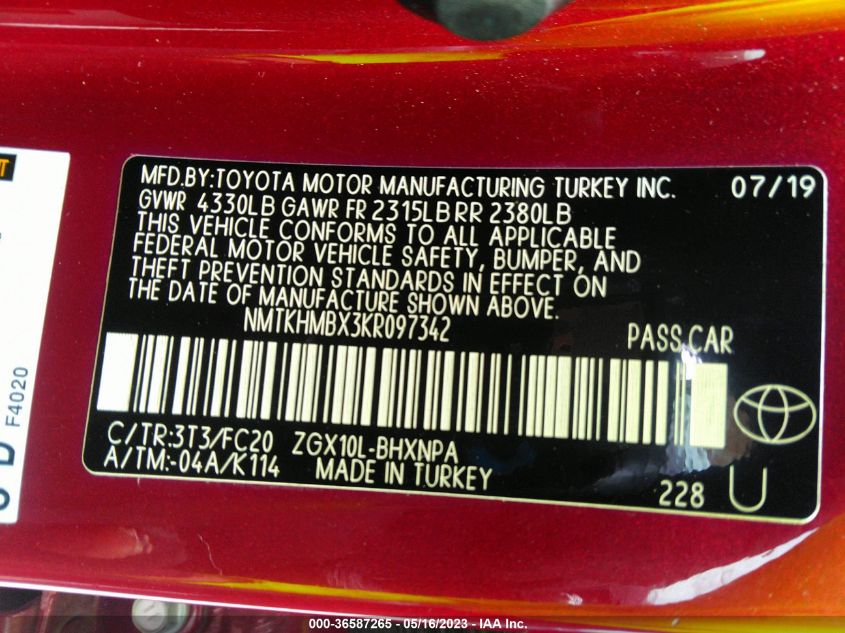 MFD.BY:TOYOTA MOTOR MANUFACTURING TURKEY INC. 07/19
GVWR 4330LB GAWR FR 2315LB RR 2380LB
THIS VEHICLE CONFORMS TO ALL APPLICABLE
FEDERAL MOTOR VEHICLE SAFETY, BUMPER, AND
THEFT PREVENTION STANDARDS IN EFFECT ON
THE DATE OF MANUFACTURE SHOWN ABOVE.
NMTKHMBX3KR097342 PASS.CAR
C/TR:3T3/FC20 ZGX10L-BHXNPA
A/TM:-04A/K114 MADE IN TURKEY
228 U
F4020
000-36587265 - 05/16/2023 - IAA Inc.